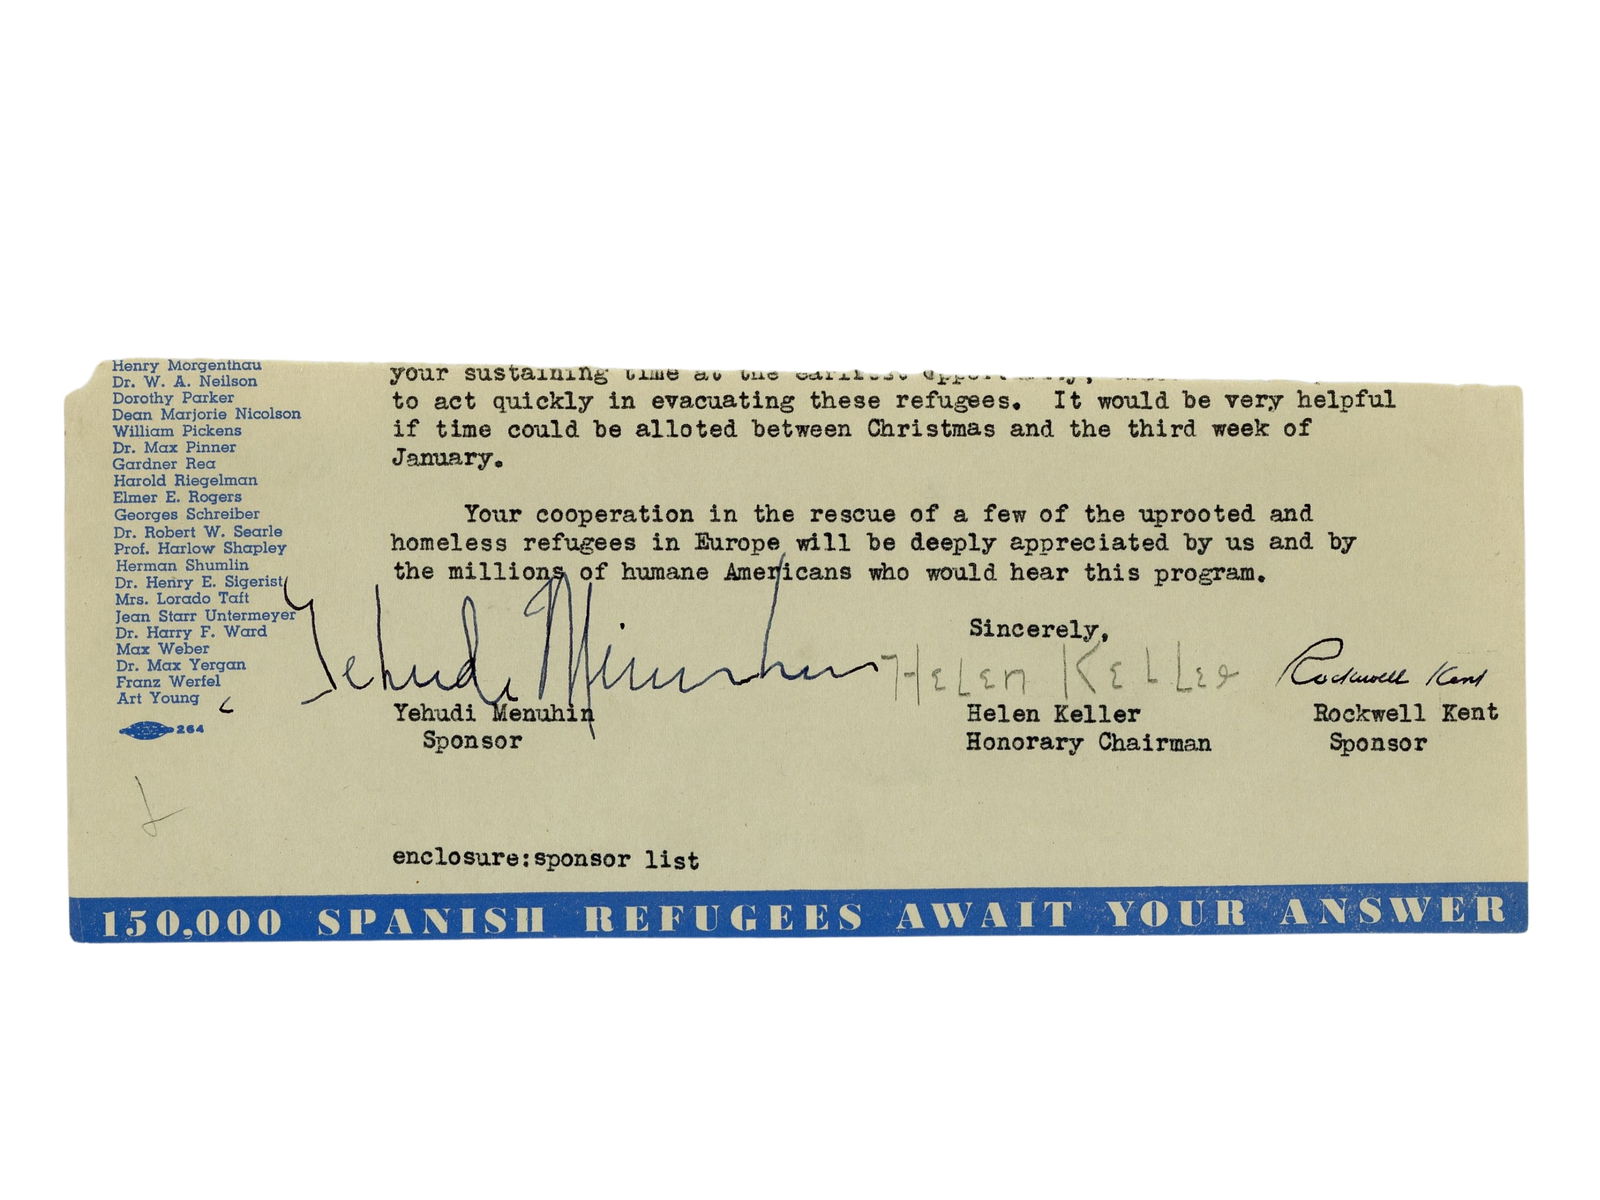 Henry Morgenthau
Dr. W. A. Neilson
Dorothy Parker
Dean Marjorie Nicolson
William Pickens
Dr. Max Pinner
Gardner Rea
Harold Riegelman
Elmer E. Rogers
Georges Schreiber
Dr. Robert W. Searle
Prof. Harlow Shapley
Herman Shumlin
Dr. Henry E. Sigerist
Mrs. Lorado Taft
Jean Starr Untermeyer
Dr. Harry F. Ward
Max Weber
Dr. Max Yergan
Franz Werfel
Art Young
264
your sustaining time at the earliest
to act quickly in evacuating these refugees. It would be very helpful
if time could be alloted between Christmas and the third week of
January.
Your cooperation in the rescue of a few of the uprooted and
homeless refugees in Europe will be deeply appreciated by us and by
the millions of humane Americans who would hear this program.
Sincerely,
Yehudi Menuhin
Helen Keller
Rockwell Kent
Yehudi Menuhin
Sponsor
Helen Keller
Honorary Chairman
Rockwell Kent
Sponsor
enclosure:sponsor list
150,000 SPANISH REFUGEES AWAIT YOUR ANSWER